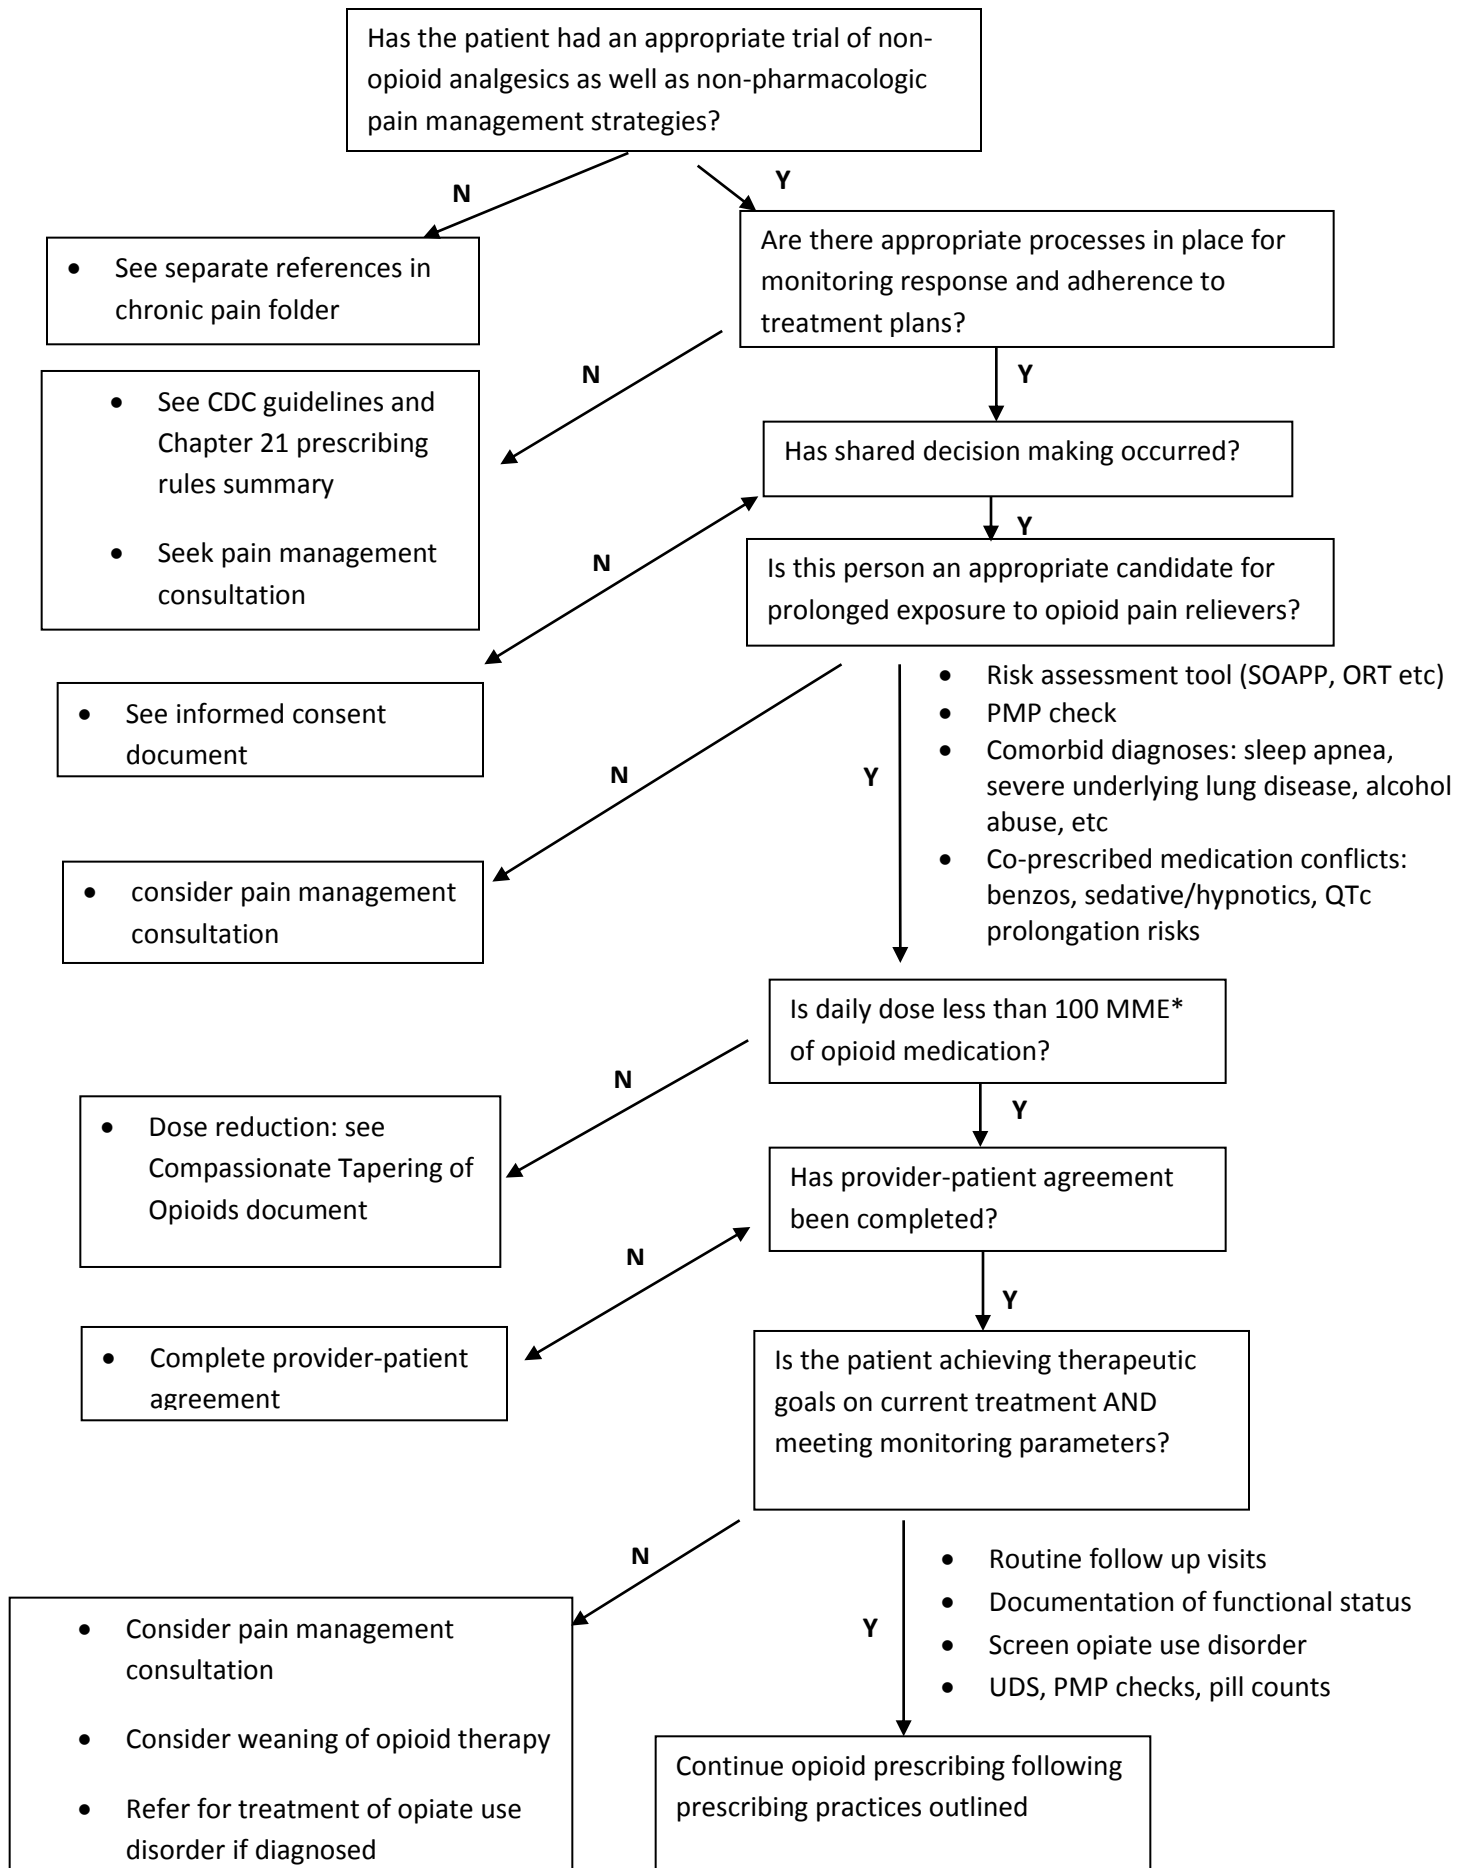 Has the patient had an appropriate trial of non-
opioid analgesics as well as non-pharmacologic
pain management strategies?
N
Y
• See separate references in
chronic pain folder
Are there appropriate processes in place for
monitoring response and adherence to
treatment plans?
N
Y
• See CDC guidelines and
Chapter 21 prescribing
rules summary
• Seek pain management
consultation
Has shared decision making occurred?
N
Y
• See informed consent
document
Is this person an appropriate candidate for
prolonged exposure to opioid pain relievers?
N
Y
• Risk assessment tool (SOAPP, ORT etc)
• PMP check
• Comorbid diagnoses: sleep apnea,
severe underlying lung disease, alcohol
abuse, etc
• Co-prescribed medication conflicts:
benzos, sedative/hypnotics, QTc
prolongation risks
• consider pain management
consultation
Is daily dose less than 100 MME*
of opioid medication?
N
Y
• Dose reduction: see
Compassionate Tapering of
Opioids document
Has provider-patient agreement
been completed?
N
Y
• Complete provider-patient
agreement
Is the patient achieving therapeutic
goals on current treatment AND
meeting monitoring parameters?
N
Y
• Routine follow up visits
• Documentation of functional status
• Screen opiate use disorder
• UDS, PMP checks, pill counts
• Consider pain management
consultation
• Consider weaning of opioid therapy
• Refer for treatment of opiate use
disorder if diagnosed
Continue opioid prescribing following
prescribing practices outlined